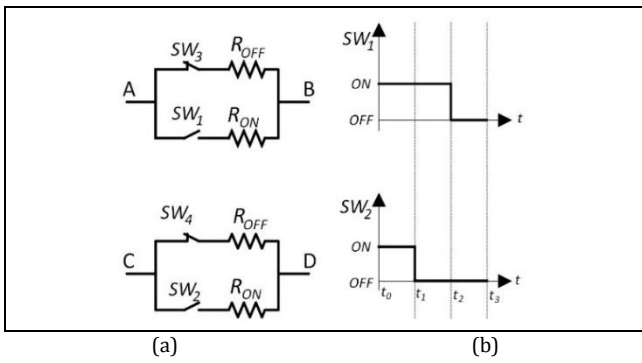 SW3 ROFF
A B
SW1 RON
SW4 ROFF
C D
SW2 RON
SW1
ON
OFF t
SW2
ON
OFF t
t0 t1 t2 t3
(a) (b)